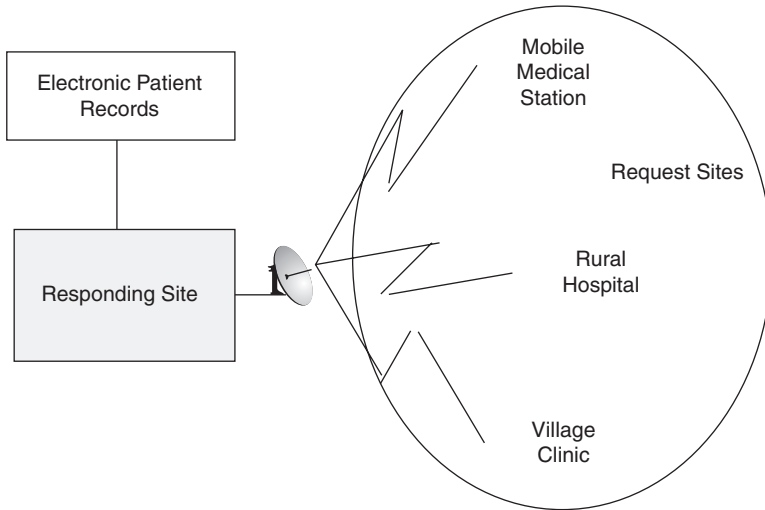 Electronic Patient
Records
Responding Site
Mobile
Medical
Station
Request Sites
Rural
Hospital
Village
Clinic